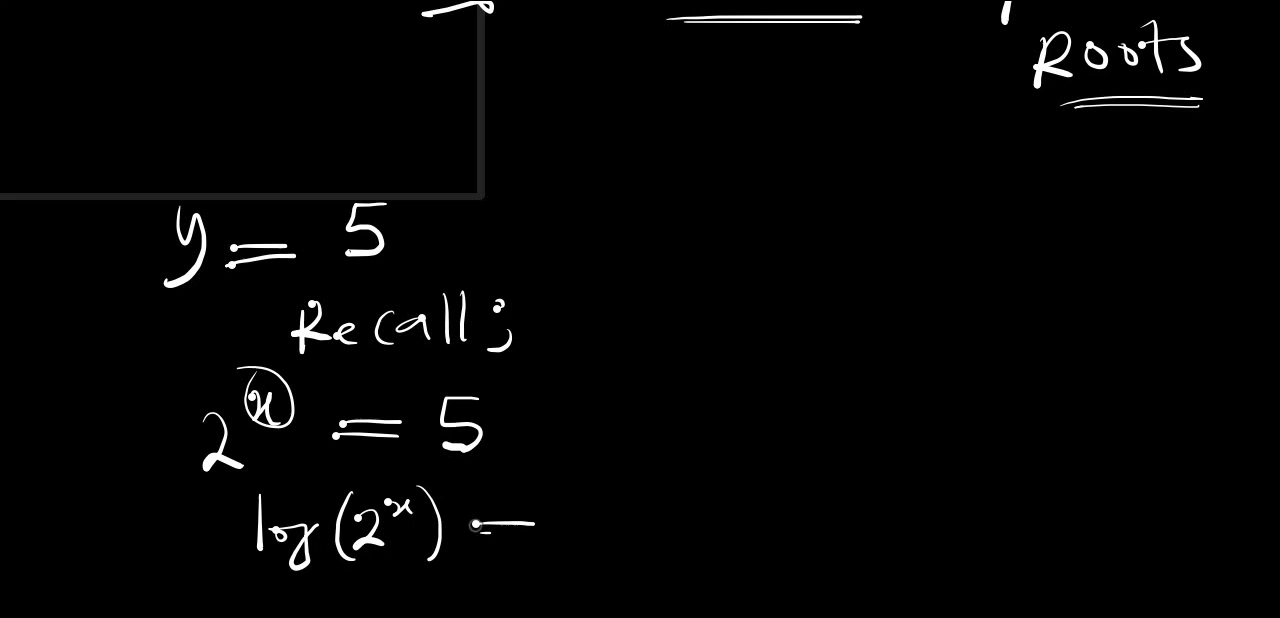 Roots
y = 5
Recall;
2^x = 5
log(2^x) =